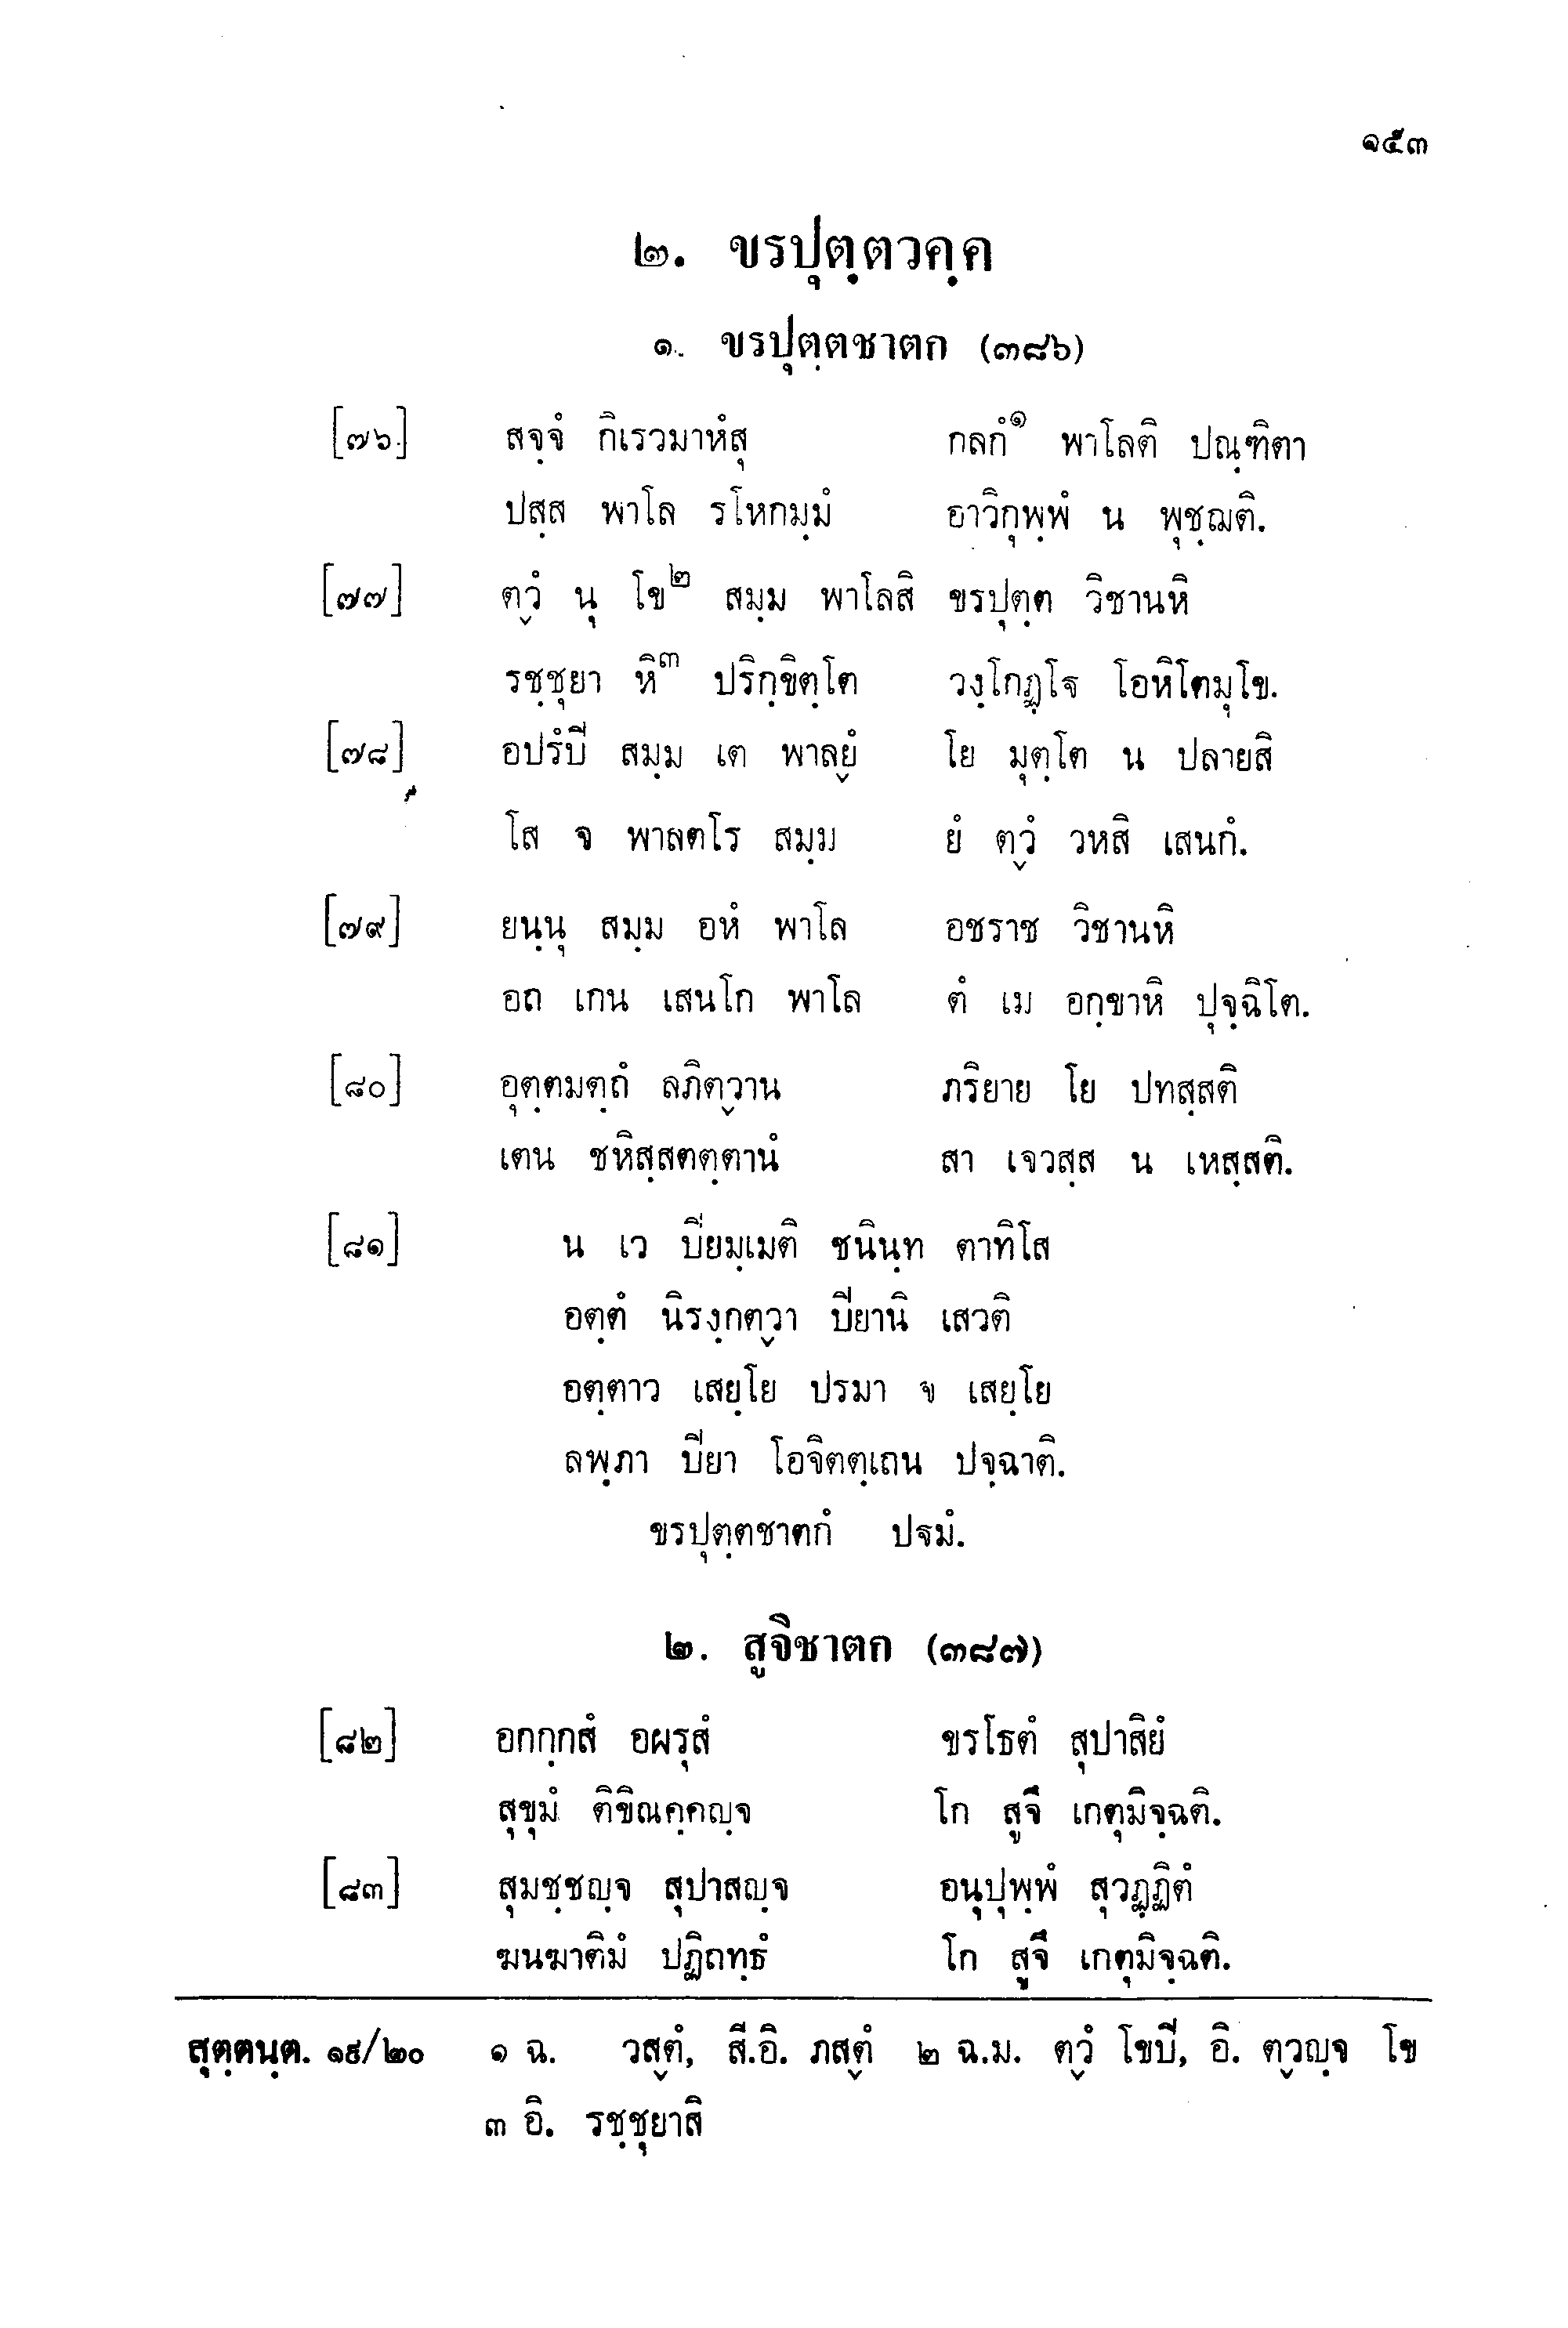 ๑๕๓
๒. ขรปุตฺตวคฺค
๑. ขรปุตฺตชาตก (๓๘๖)
[๗๖] สจฺจํ กิเรวมาหํสุ กลกํ๑ พาโลติ ปณฺฑิตา
ปสฺส พาโล รโหกมฺมํ อาวิกุพฺพํ น พุชฺฌติ.
[๗๗] ตฺวํ นุ โข๒ สมฺม พาโลสิ ขรปุตฺต วิชานหิ
รชฺชุยา หิ๓ ปริกฺขิตฺโต วงฺโกฏฺโฐ โอหิโตมุโข.
[๗๘] อปรํปิ สมฺม เต พาลฺยํ โย มุตฺโต น ปลายสิ
โส จ พาลตโร สมฺม ยํ ตฺวํ วหสิ เสนกํ.
[๗๙] ยนฺนุ สมฺม อหํ พาโล อชราช วิชานหิ
อถ เกน เสนโก พาโล ตํ เม อกฺขาหิ ปุจฺฉิโต.
[๘๐] อุตฺตมตฺถํ ลภิตฺวาน ภริยาย โย ปทสฺสติ
เตน ชหิสฺสตตฺตานํ สา เจวสฺส น เหสฺสติ.
[๘๑] น เว ปิยมฺเมติ ชนินฺท ตาทิโส
อตฺตํ นิรงฺกตฺวา ปิยานิ เสวติ
อตฺตาว เสยฺโย ปรมา จ เสยฺโย
ลพฺภา ปิยา โอจิตตฺเถน ปจฺฉาติ.
ขรปุตฺตชาตกํ ปฐมํ.
๒. สูจิชาตก (๓๘๗)
[๘๒] อกกฺกสํ อผรุสํ ขรโธตํ สุปาสิยํ
สุขุมํ ติขิณคฺคญฺจ โก สูจึ เกตุมิจฺฉติ.
[๘๓] สุมชฺชญฺจ สุปาสญฺจ อนุปุพฺพํ สุวฏฺฏิตํ
ฆนฆาติมํ ปฏิถทฺธํ โก สูจึ เกตุมิจฺฉติ.
สุตฺตนฺต. ๑๙/๒๐ ๑ ฉ. วสฺตํ, สี.อิ. ภสฺตํ ๒ ฉ.ม. ตฺวํ โขปิ, อิ. ตฺวญฺจ โข
๓ อิ. รชฺชุยาสิ